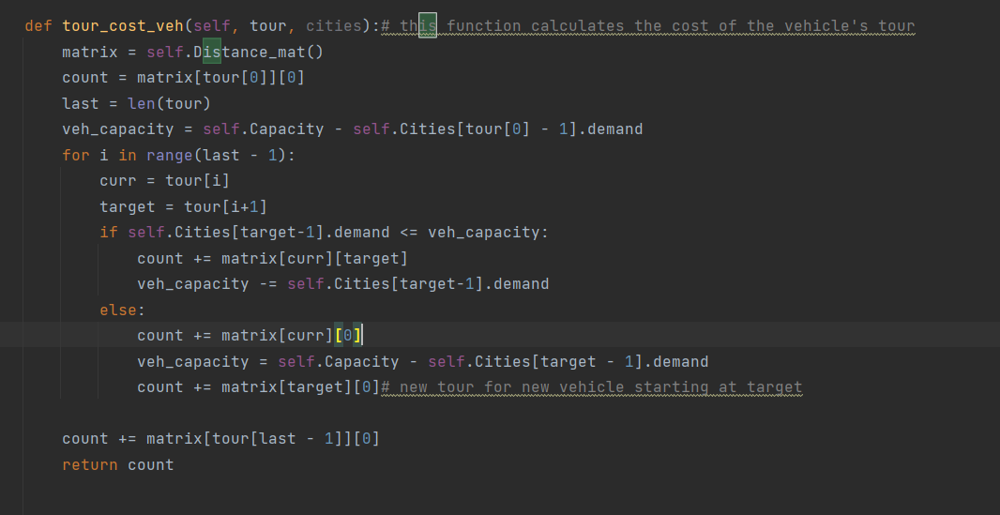 def tour_cost_veh(self, tour, cities):# this function calculates the cost of the vehicle's tour
    matrix = self.Distance_mat()
    count = matrix[tour[0]][0]
    last = len(tour)
    veh_capacity = self.Capacity - self.Cities[tour[0] - 1].demand
    for i in range(last - 1):
        curr = tour[i]
        target = tour[i+1]
        if self.Cities[target-1].demand <= veh_capacity:
            count += matrix[curr][target]
            veh_capacity -= self.Cities[target-1].demand
        else:
            count += matrix[curr][0]
            veh_capacity = self.Capacity - self.Cities[target - 1].demand
            count += matrix[target][0]# new tour for new vehicle starting at target
    count += matrix[tour[last - 1]][0]
    return count